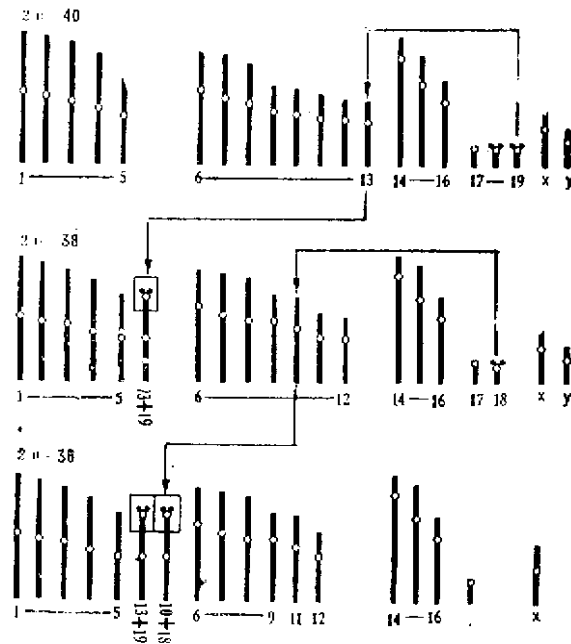 2n 40
1 5 6 13 14 16 17 19 x y
2n 38
1 5 13+19 6 12 14 16 17 18 x y
2n 36
1 5 13+19 10+18 6 9 11 12 14 16 x